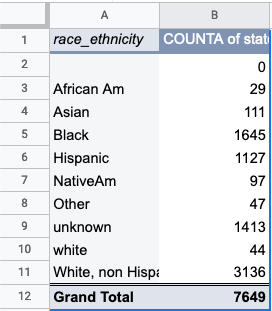 A B
1 race_ethnicity COUNTA of stat
2 0
3 African Am 29
4 Asian 111
5 Black 1645
6 Hispanic 1127
7 NativeAm 97
8 Other 47
9 unknown 1413
10 white 44
11 White, non Hispa 3136
12 Grand Total 7649